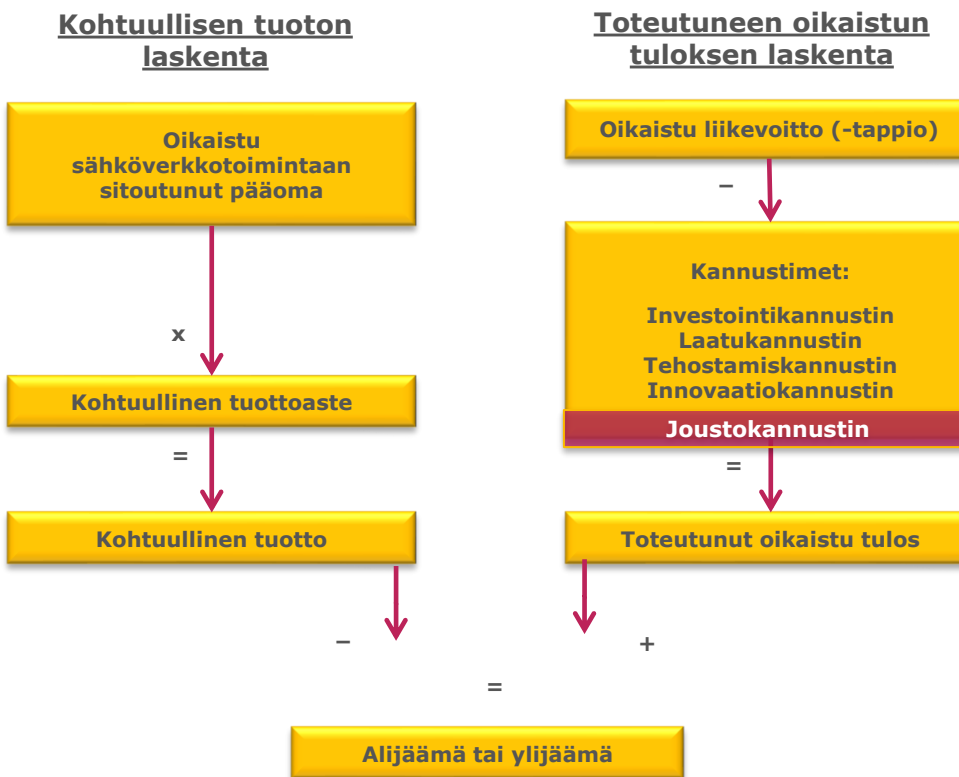 Kohtuullisen tuoton
laskenta
Oikaistu
sähköverkkotoimintaan
sitoutunut pääoma
x
Kohtuullinen tuottoaste
=
Kohtuullinen tuotto
–
Toteutuneen oikaistun
tuloksen laskenta
Oikaistu liikevoitto (-tappio)
–
Kannustimet:
Investointikannustin
Laatukannustin
Tehostamiskannustin
Innovaatiokannustin
Joustokannustin
=
Toteutunut oikaistu tulos
+
=
Alijäämä tai ylijäämä